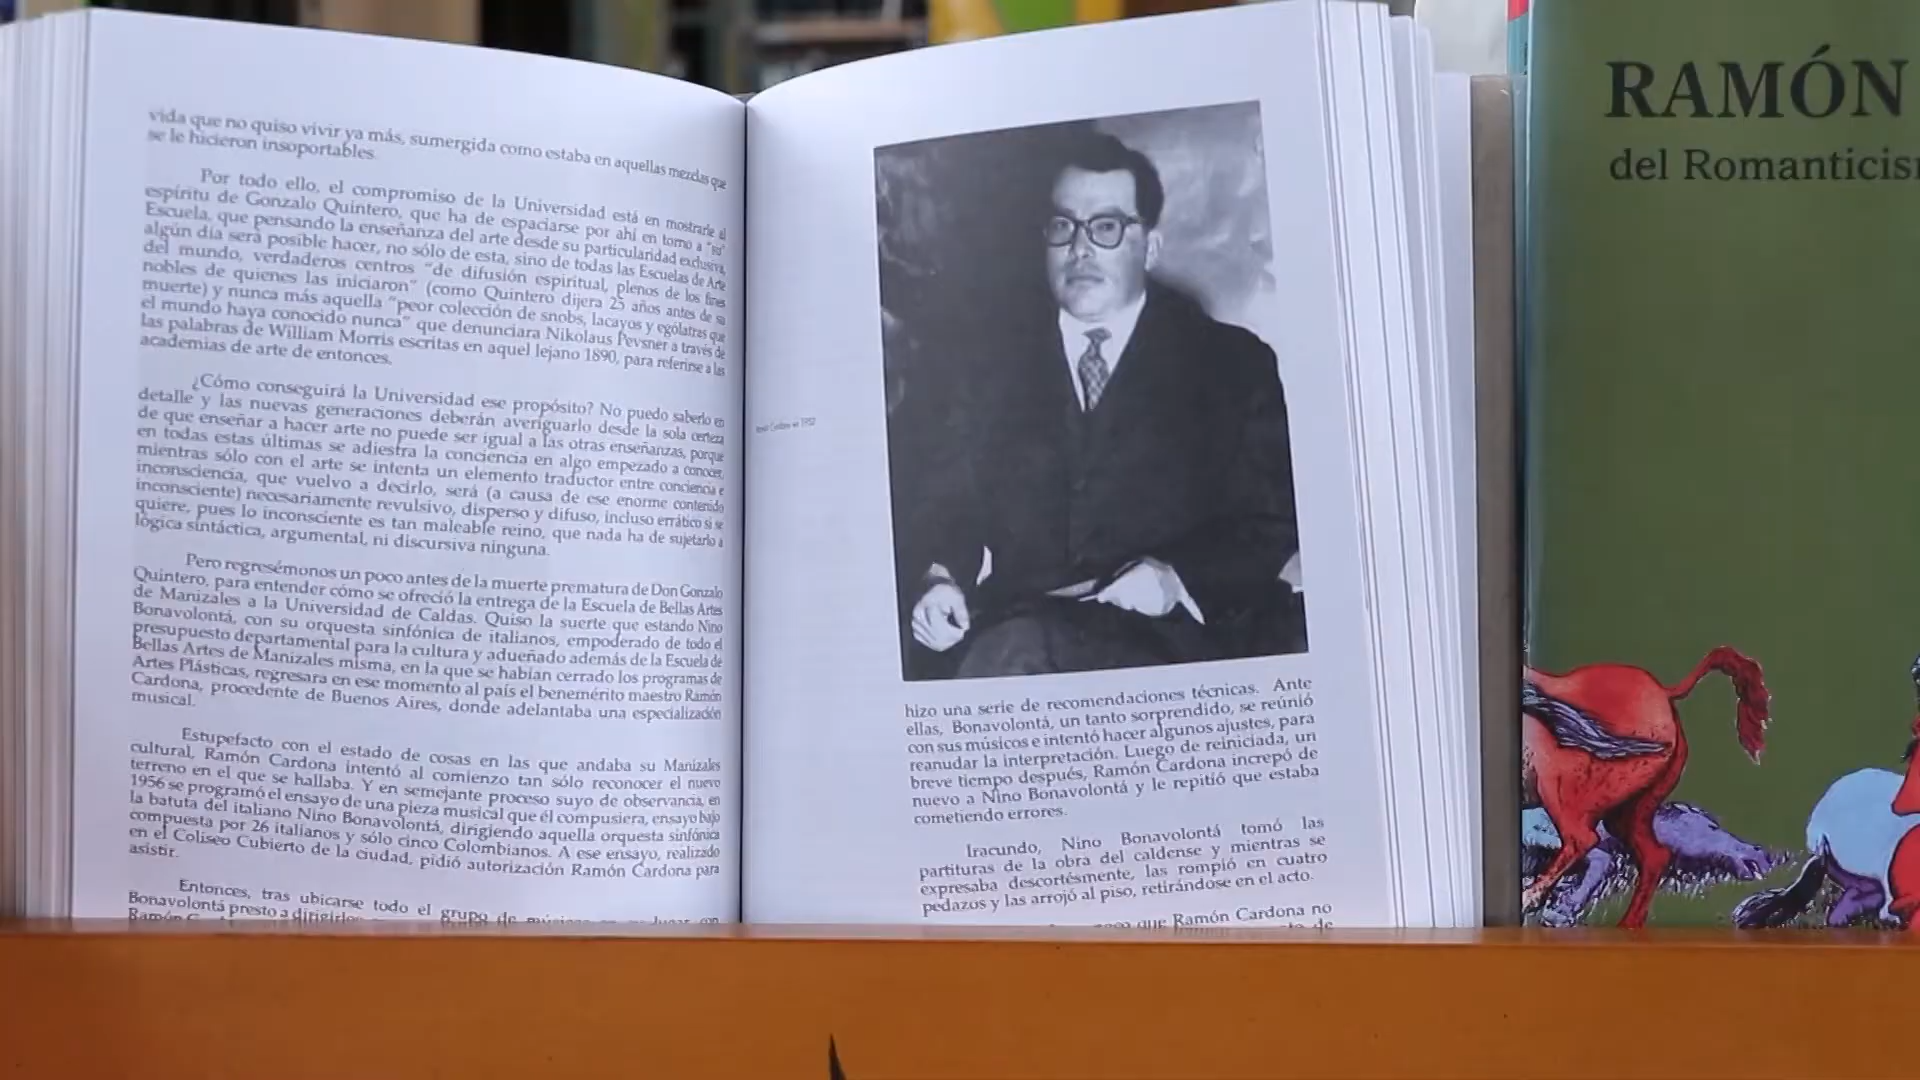 vida que no quiso vivir ya más, sumergida como estaba en aquellas mezclas que
se le hicieron insoportables.
Por todo ello, el compromiso de la Universidad está en mostrarle al
espíritu de Gonzalo Quintero, que ha de espaciarse por ahí en torno a "su"
Escuela, que pensando la enseñanza del arte desde su particularidad exclusiva,
algún día será posible hacer, no sólo de esta, sino de todas las Escuelas de Arte
del mundo, verdaderos centros "de difusión espiritual, plenos de los fines
nobles de quienes las iniciaron" (como Quintero dijera 25 años antes de su
muerte) y nunca más aquella "peor colección de snobs, lacayos y ególatras que
el mundo haya conocido nunca" que denunciara Nikolaus Pevsner a través de
las palabras de William Morris escritas en aquel lejano 1890, para referirse a las
academias de arte de entonces.
¿Cómo conseguirá la Universidad ese propósito? No puedo saberlo en
detalle y las nuevas generaciones deberán averiguarlo desde la sola certeza
de que enseñar a hacer arte no puede ser igual a las otras enseñanzas, porque
en todas estas últimas se adiestra la conciencia en algo empezado a conocer,
mientras sólo con el arte se intenta un elemento traductor entre conciencia e
inconsciencia, que vuelvo a decirlo, será (a causa de ese enorme contenido
inconsciente) necesariamente revulsivo, disperso y difuso, incluso errático si se
quiere, pues lo inconsciente es tan maleable reino, que nada ha de sujetarlo a
lógica sintáctica, argumental, ni discursiva ninguna.
Pero regresémonos un poco antes de la muerte prematura de Don Gonzalo
Quintero, para entender cómo se ofreció la entrega de la Escuela de Bellas Artes
de Manizales a la Universidad de Caldas. Quiso la suerte que estando Nino
Bonavolontá, con su orquesta sinfónica de italianos, empoderado de todo el
presupuesto departamental para la cultura y adueñado además de la Escuela de
Bellas Artes de Manizales misma, en la que se habían cerrado los programas de
Artes Plásticas, regresara en ese momento al país el benemérito maestro Ramón
Cardona, procedente de Buenos Aires, donde adelantaba una especialización
musical.
Estupefacto con el estado de cosas en las que andaba su Manizales
cultural, Ramón Cardona intentó al comienzo tan sólo reconocer el nuevo
terreno en el que se hallaba. Y en semejante proceso suyo de observancia, en
1956 se programó el ensayo de una pieza musical que él compusiera, ensayo bajo
la batuta del italiano Nino Bonavolontá, dirigiendo aquella orquesta sinfónica
compuesta por 26 italianos y sólo cinco Colombianos. A ese ensayo, realizado
en el Coliseo Cubierto de la ciudad, pidió autorización Ramón Cardona para
asistir.
Entonces, tras ubicarse todo el grupo de músicos en
Bonavolontá presto a dirigirlos
Ramón
en 1952
hizo una serie de recomendaciones técnicas. Ante
ellas, Bonavolontá, un tanto sorprendido, se reunió
con sus músicos e intentó hacer algunos ajustes, para
reanudar la interpretación. Luego de reiniciada, un
breve tiempo después, Ramón Cardona increpó de
nuevo a Nino Bonavolontá y le repitió que estaba
cometiendo errores.
Iracundo, Nino Bonavolontá tomó las
partituras de la obra del caldense y mientras se
expresaba descortésmente, las rompió en cuatro
pedazos y las arrojó al piso, retirándose en el acto.
que Ramón Cardona no
de
RAMÓN
del Romanticis